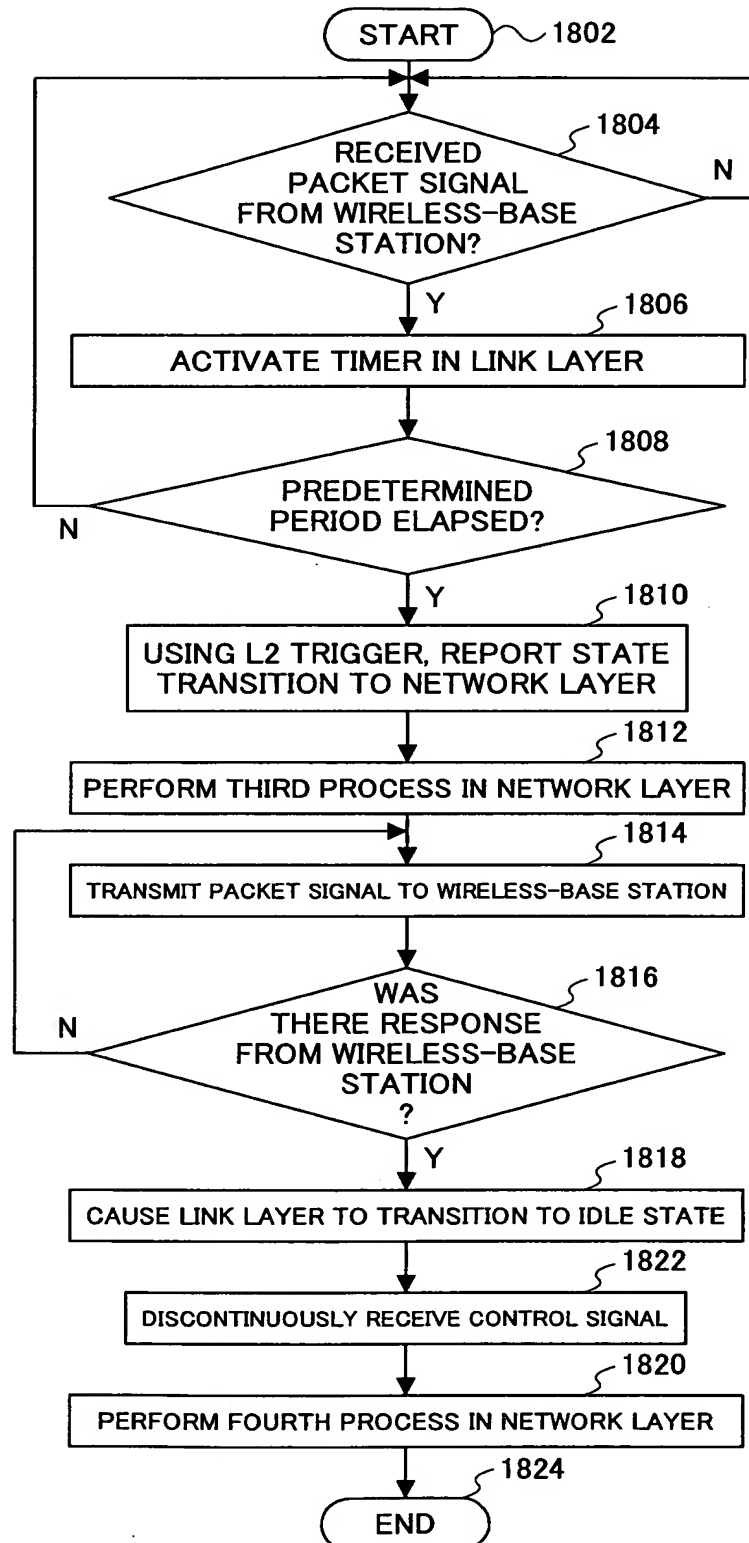 START
1802
1804
RECEIVED
PACKET SIGNAL
FROM WIRELESS-BASE
STATION?
N
Y
1806
ACTIVATE TIMER IN LINK LAYER
1808
PREDETERMINED
PERIOD ELAPSED?
N
Y
1810
USING L2 TRIGGER, REPORT STATE
TRANSITION TO NETWORK LAYER
1812
PERFORM THIRD PROCESS IN NETWORK LAYER
1814
TRANSMIT PACKET SIGNAL TO WIRELESS-BASE STATION
1816
WAS
THERE RESPONSE
FROM WIRELESS-BASE
STATION
?
N
Y
1818
CAUSE LINK LAYER TO TRANSITION TO IDLE STATE
1822
DISCONTINUOUSLY RECEIVE CONTROL SIGNAL
1820
PERFORM FOURTH PROCESS IN NETWORK LAYER
1824
END